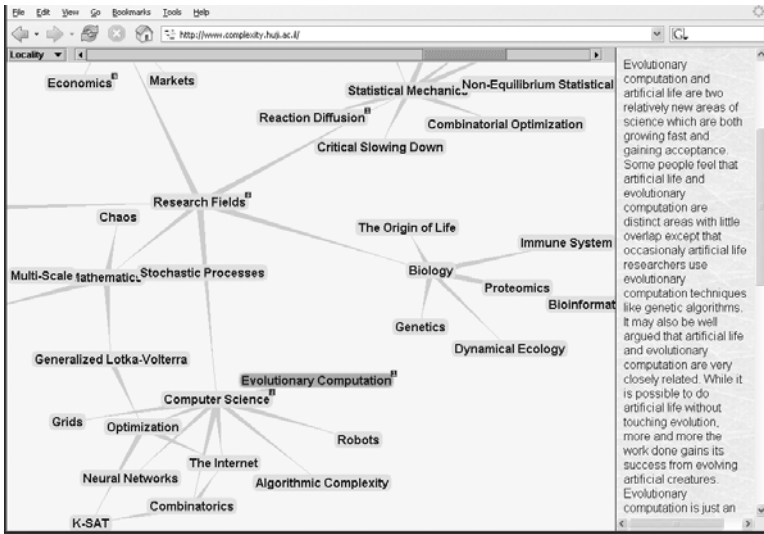 File Edit View Go Bookmarks Tools Help
http://www.complexity.huji.ac.il/
G
Locality
Economics
Markets
Statistical Mechanics
Non-Equilibrium Statistical
Reaction Diffusion
Combinatorial Optimization
Critical Slowing Down
Research Fields
Chaos
The Origin of Life
Immune System
Multi-Scale
Mathematics
Stochastic Processes
Biology
Proteomics
Bioinformat
Genetics
Dynamical Ecology
Generalized Lotka-Volterra
Evolutionary Computation
Computer Science
Grids
Optimization
Robots
The Internet
Neural Networks
Algorithmic Complexity
Combinatorics
K-SAT
Evolutionary
computation and
artificial life are two
relatively new areas of
science which are both
growing fast and
gaining acceptance.
Some people feel that
artificial life and
evolutionary
computation are
distinct areas with little
overlap except that
occasionaly artificial life
researchers use
evolutionary
computation techniques
like genetic algorithms.
It may also be well
argued that artificial life
and evolutionary
computation are very
closely related. While it
is possible to do
artificial life without
touching evolution,
more and more the
work done gains its
success from evolving
artificial creatures.
Evolutionary
computation is just an